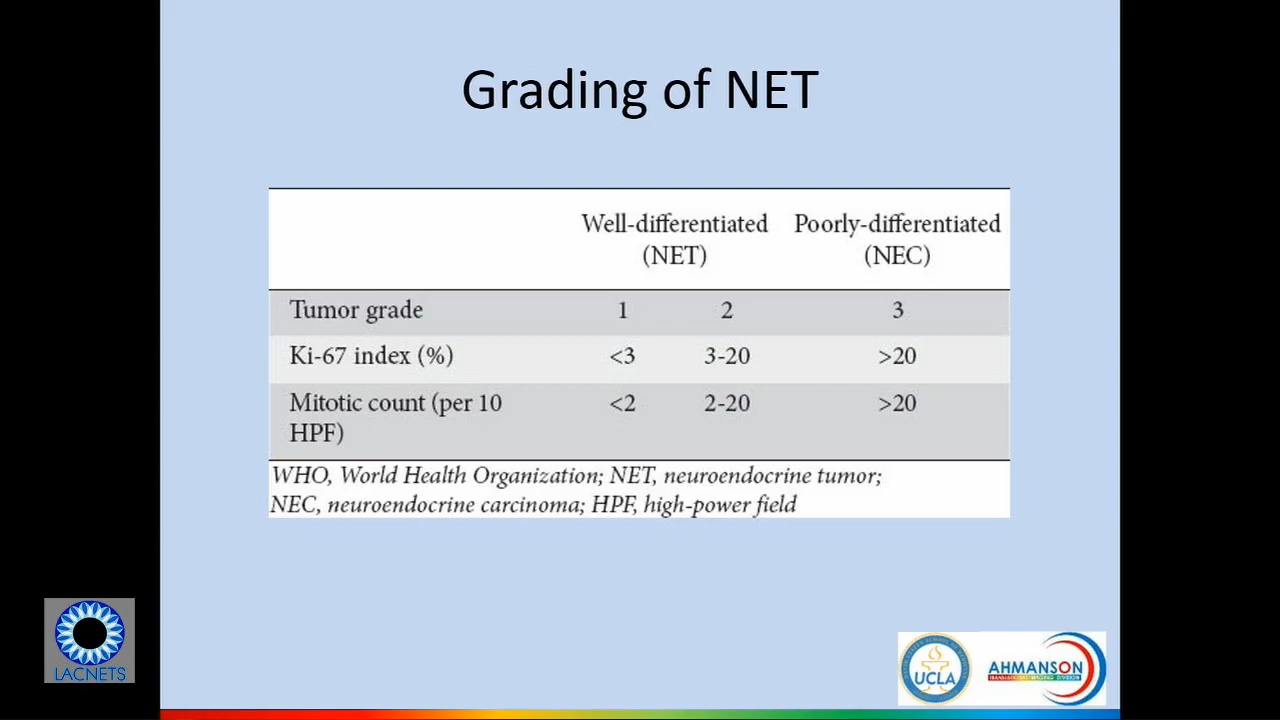 Grading of NET
Well-differentiated Poorly-differentiated
(NET) (NEC)
Tumor grade 1 2 3
Ki-67 index (%) <3 3-20 >20
Mitotic count (per 10 <2 2-20 >20
HPF)
WHO, World Health Organization; NET, neuroendocrine tumor;
NEC, neuroendocrine carcinoma; HPF, high-power field
LACNETS
UCLA
AHMANSON